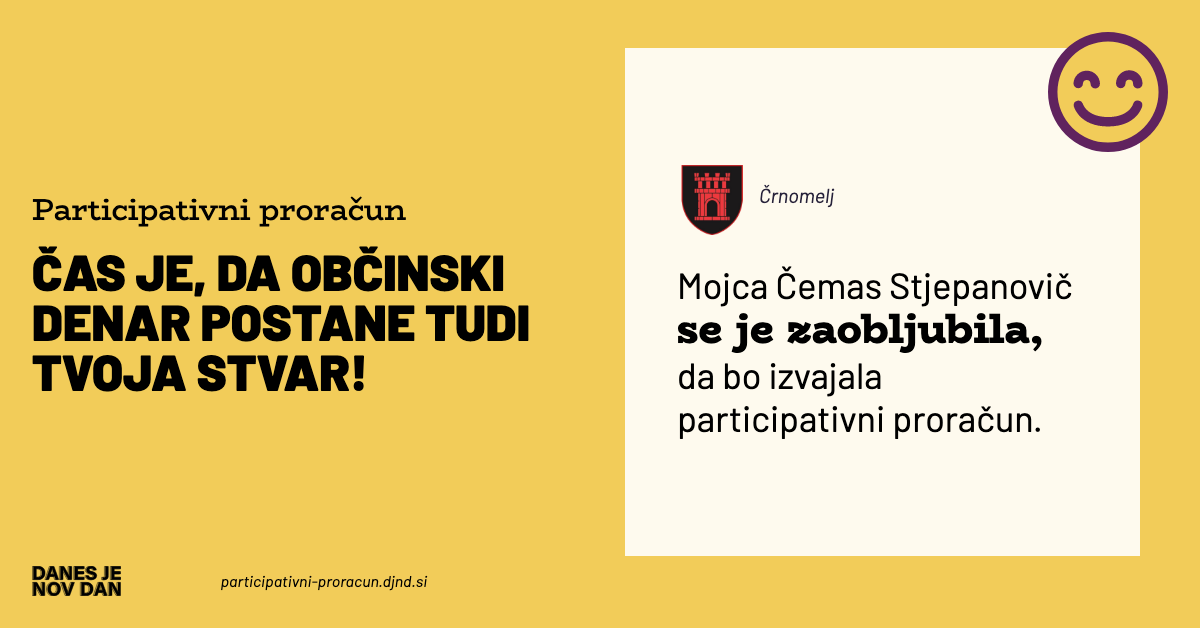 Participativni proračun
ČAS JE, DA OBČINSKI
DENAR POSTANE TUDI
TVOJA STVAR!
DANES JE
NOV DAN
participativni-proracun.djnd.si
Črnomelj
Mojca Čemas Stjepanovič
se je zaobljubila,
da bo izvajala
participativni proračun.